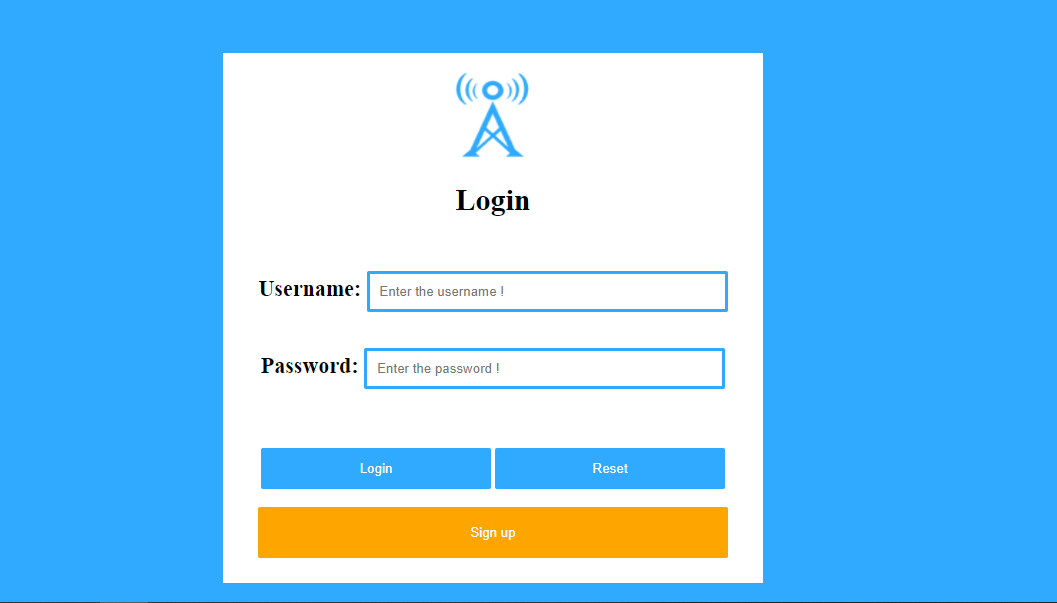 Login
Username: Enter the username !
Password: Enter the password !
Login Reset
Sign up